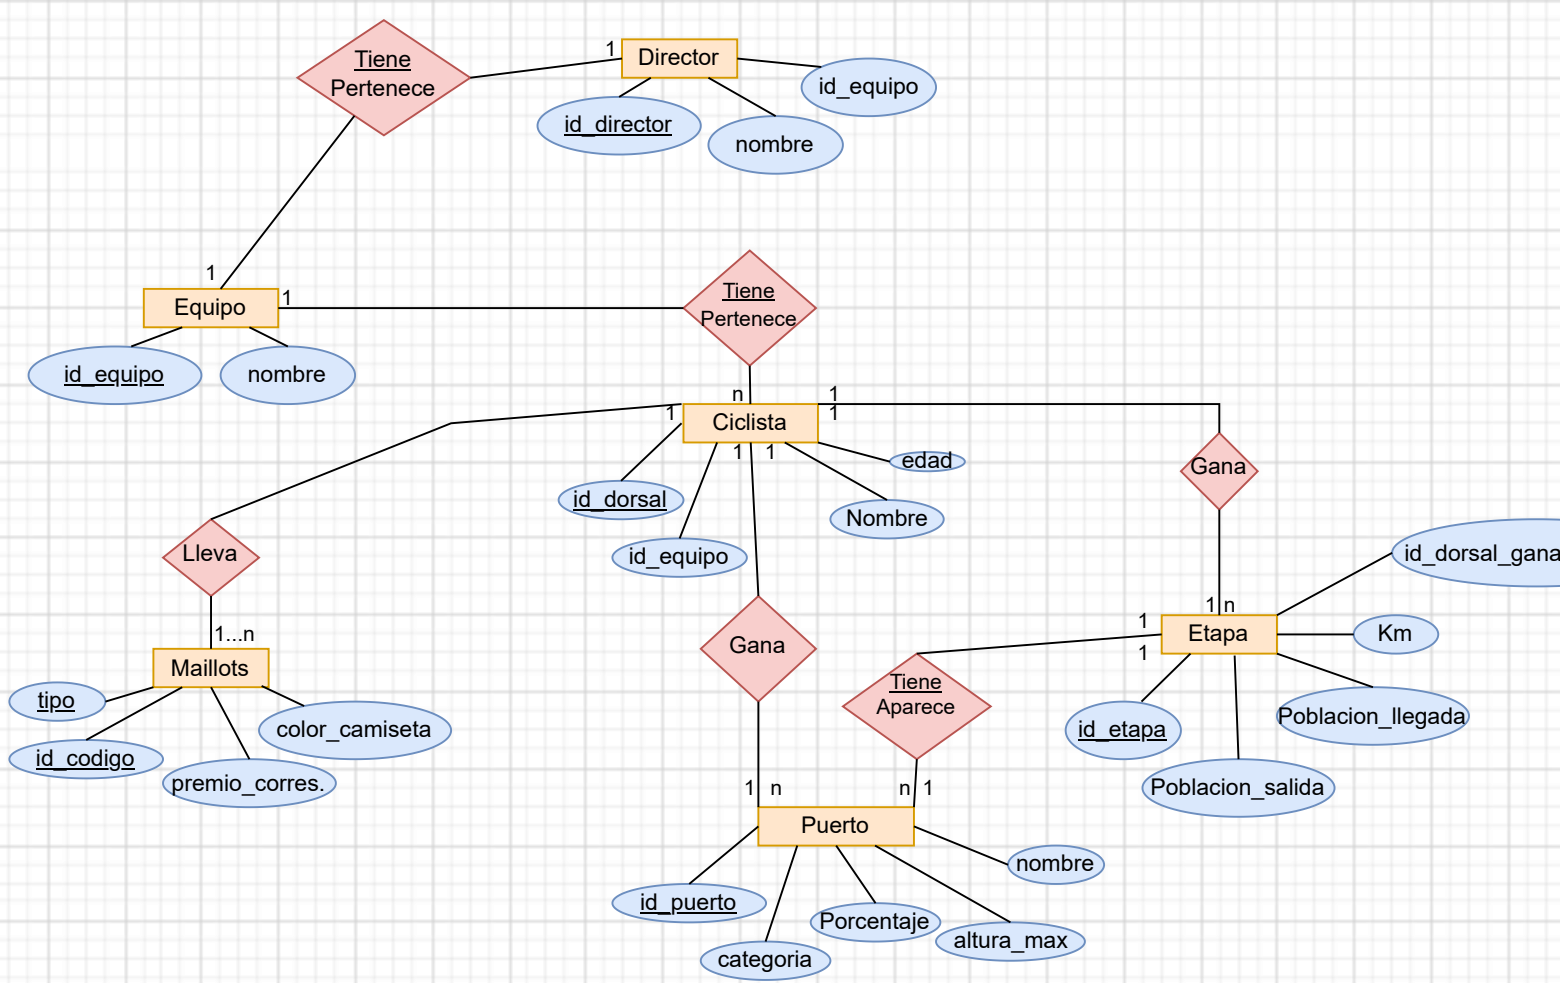 Tiene
Pertenece
1
Director
id_equipo
id_director
nombre
1
Equipo
1
id_equipo
nombre
Tiene
Pertenece
n
1
1
1
Ciclista
1
1
id_dorsal
id_equipo
Nombre
edad
Gana
Lleva
1...n
Maillots
tipo
id_codigo
premio_corres.
color_camiseta
Gana
1
n
id_dorsal_gana
1
n
1
1
Etapa
Km
Poblacion_llegada
id_etapa
Poblacion_salida
Tiene
Aparece
n
1
Puerto
nombre
id_puerto
Porcentaje
altura_max
categoria